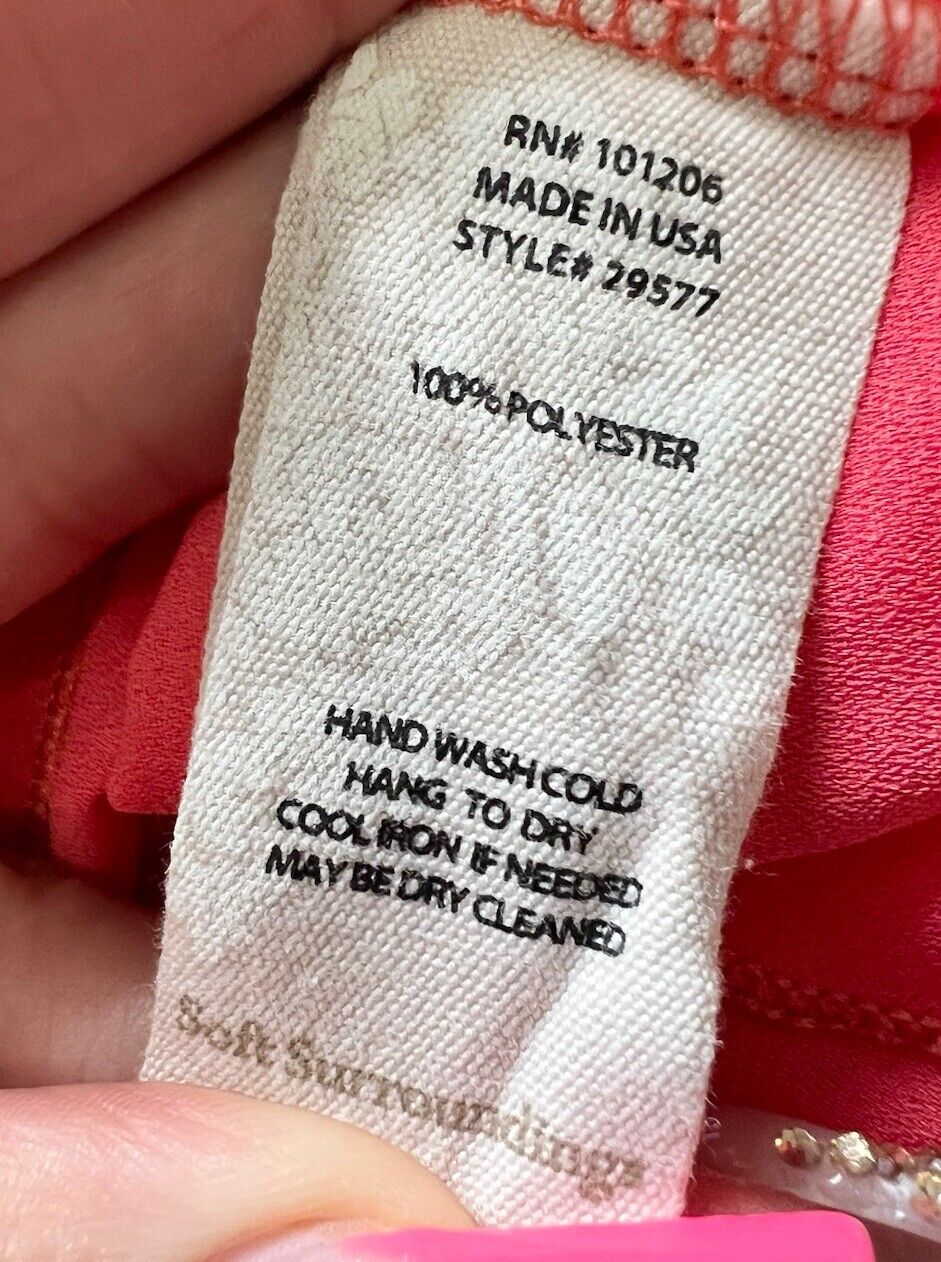 RN# 101206
MADE IN USA
STYLE# 29577
100% POLYESTER
HAND WASH COLD
HANG TO DRY
COOL IRON IF NEEDED
MAY BE DRY CLEANED
Soft Surroundings